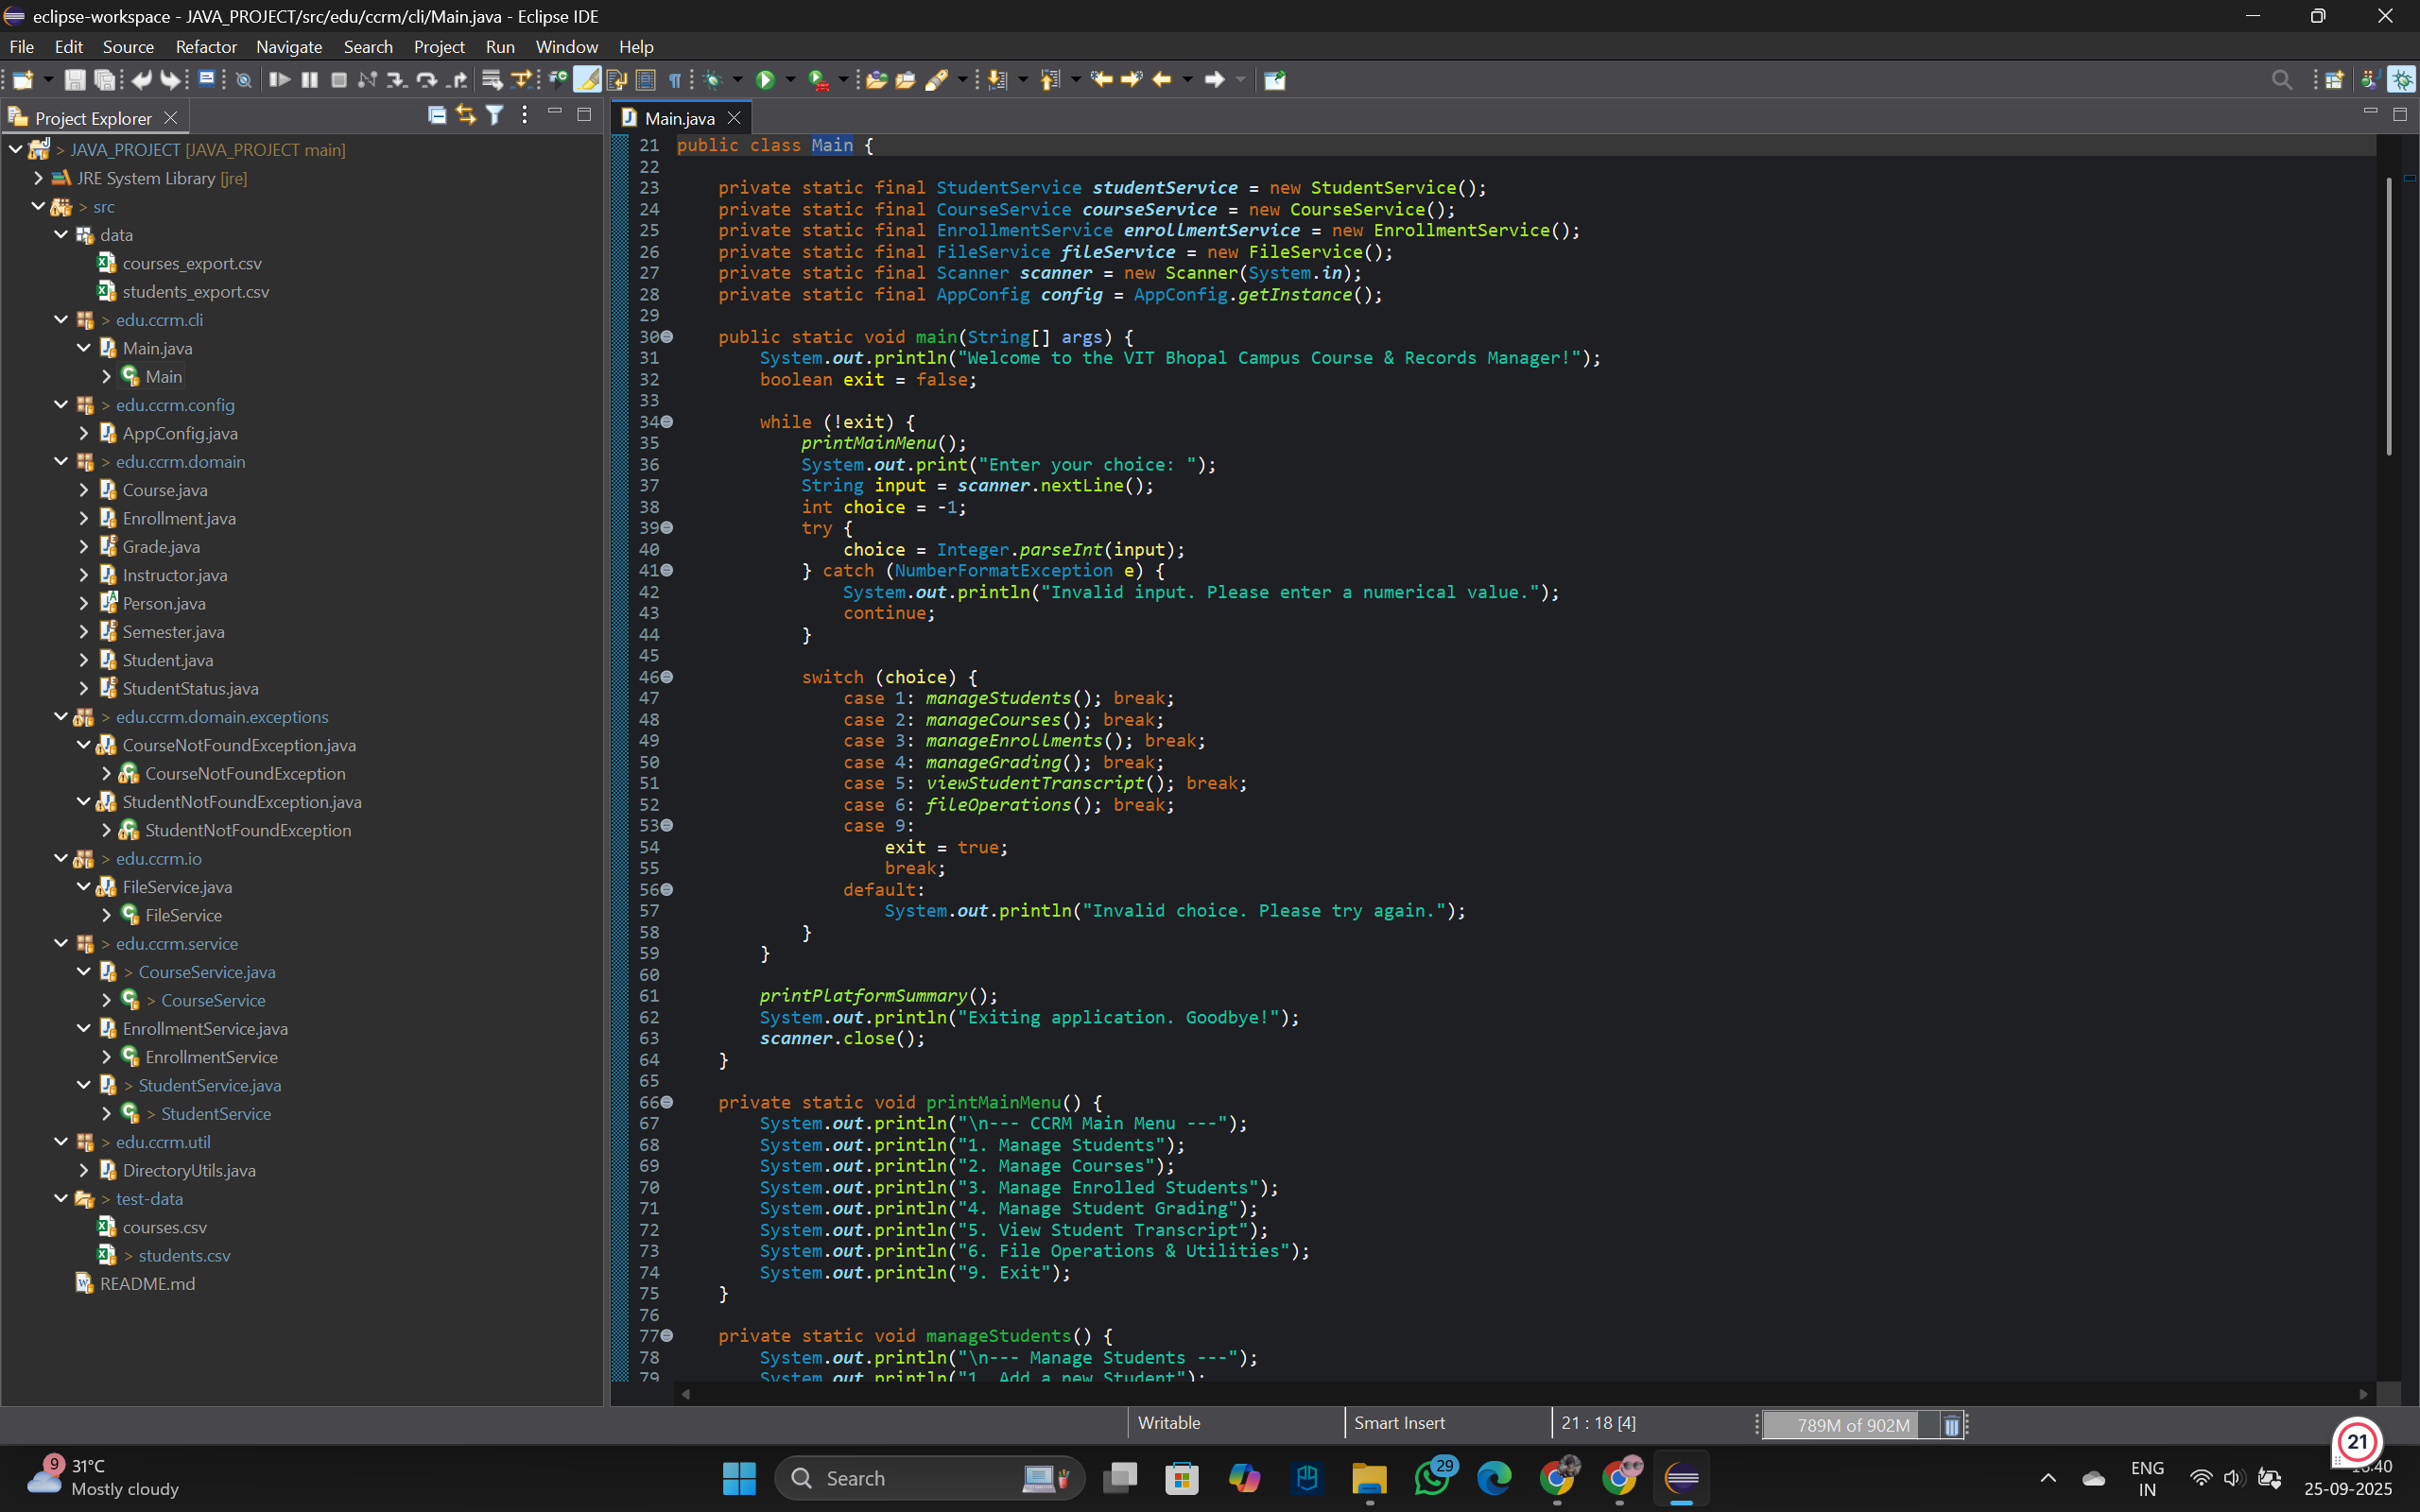 eclipse-workspace - JAVA_PROJECT/src/edu/ccrm/cli/Main.java - Eclipse IDE
File Edit Source Refactor Navigate Search Project Run Window Help
Project Explorer
> JAVA_PROJECT [JAVA_PROJECT main]
JRE System Library [jre]
> src
data
courses_export.csv
students_export.csv
> edu.ccrm.cli
Main.java
Main
> edu.ccrm.config
AppConfig.java
> edu.ccrm.domain
Course.java
Enrollment.java
Grade.java
Instructor.java
Person.java
Semester.java
Student.java
StudentStatus.java
> edu.ccrm.domain.exceptions
CourseNotFoundException.java
CourseNotFoundException
StudentNotFoundException.java
StudentNotFoundException
> edu.ccrm.io
FileService.java
FileService
> edu.ccrm.service
> CourseService.java
> CourseService
EnrollmentService.java
EnrollmentService
> StudentService.java
> StudentService
> edu.ccrm.util
DirectoryUtils.java
> test-data
courses.csv
> students.csv
README.md
Main.java
21 public class Main {
22
23 private static final StudentService studentService = new StudentService();
24 private static final CourseService courseService = new CourseService();
25 private static final EnrollmentService enrollmentService = new EnrollmentService();
26 private static final FileService fileService = new FileService();
27 private static final Scanner scanner = new Scanner(System.in);
28 private static final AppConfig config = AppConfig.getInstance();
29
30 public static void main(String[] args) {
31 System.out.println("Welcome to the VIT Bhopal Campus Course & Records Manager!");
32 boolean exit = false;
33
34 while (!exit) {
35 printMainMenu();
36 System.out.print("Enter your choice: ");
37 String input = scanner.nextLine();
38 int choice = -1;
39 try {
40 choice = Integer.parseInt(input);
41 } catch (NumberFormatException e) {
42 System.out.println("Invalid input. Please enter a numerical value.");
43 continue;
44 }
45
46 switch (choice) {
47 case 1: manageStudents(); break;
48 case 2: manageCourses(); break;
49 case 3: manageEnrollments(); break;
50 case 4: manageGrading(); break;
51 case 5: viewStudentTranscript(); break;
52 case 6: fileOperations(); break;
53 case 9:
54 exit = true;
55 break;
56 default:
57 System.out.println("Invalid choice. Please try again.");
58 }
59 }
60
61 printPlatformSummary();
62 System.out.println("Exiting application. Goodbye!");
63 scanner.close();
64 }
65
66 private static void printMainMenu() {
67 System.out.println("\n--- CCRM Main Menu ---");
68 System.out.println("1. Manage Students");
69 System.out.println("2. Manage Courses");
70 System.out.println("3. Manage Enrolled Students");
71 System.out.println("4. Manage Student Grading");
72 System.out.println("5. View Student Transcript");
73 System.out.println("6. File Operations & Utilities");
74 System.out.println("9. Exit");
75 }
76
77 private static void manageStudents() {
78 System.out.println("\n--- Manage Students ---");
79 System.out.println("1. Add a new Student");
Writable Smart Insert 21 : 18 [4] 789M of 902M
21
9 31°C
Mostly cloudy
Search
29
ENG
IN
25-09-2025